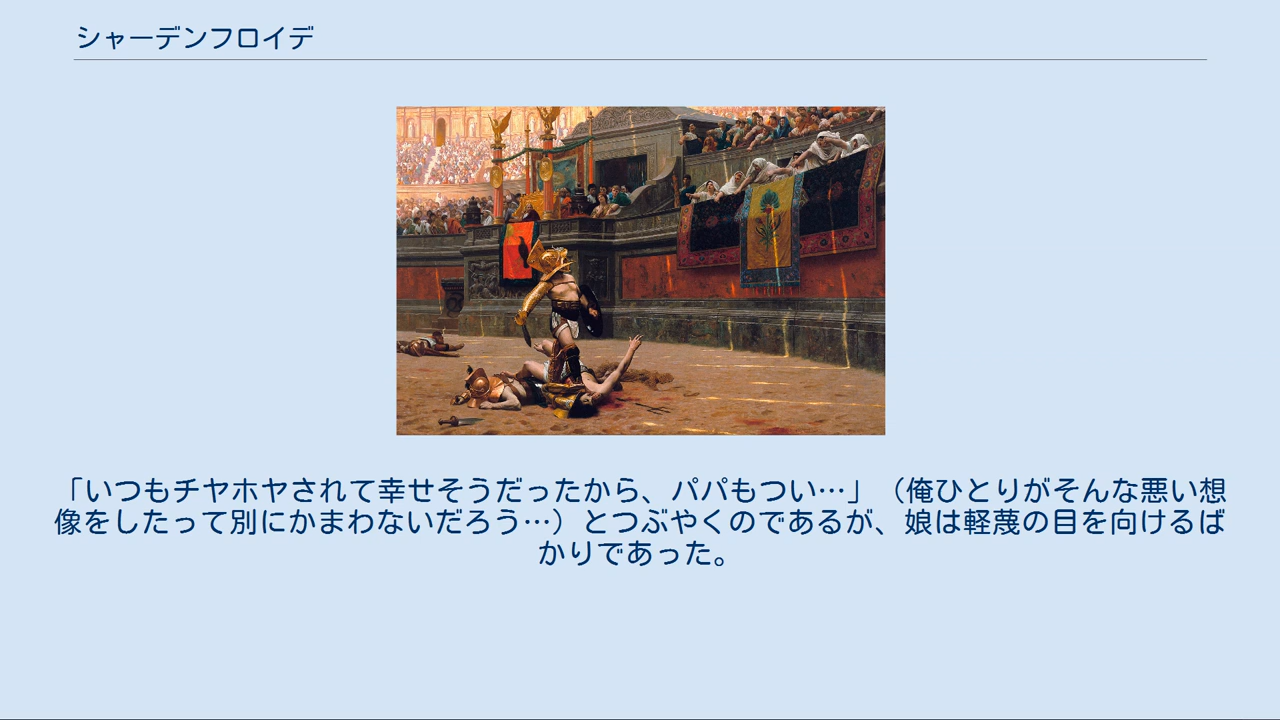 シャーデンフロイデ
「いつもチヤホヤされて幸せそうだったから、パパもつい…」（俺ひとりがそんな悪い想
像をしたって別にかまわないだろう…）とつぶやくのであるが、娘は軽蔑の目を向けるば
かりであった。